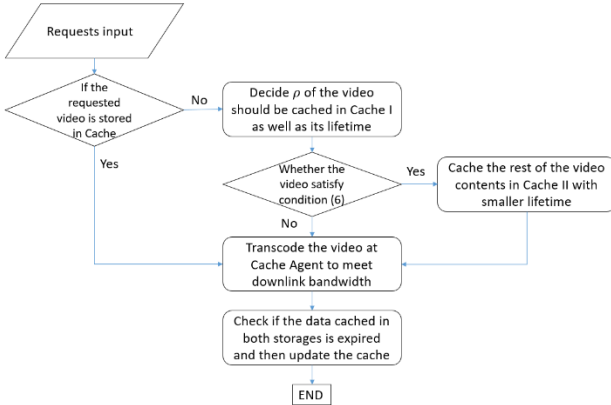 Requests input
If the
requested
video is stored
in Cache
No
Yes
Decide ρ of the video
should be cached in Cache I
as well as its lifetime
Whether the
video satisfy
condition (6)
Yes
No
Cache the rest of the video
contents in Cache II with
smaller lifetime
Transcode the video at
Cache Agent to meet
downlink bandwidth
Check if the data cached in
both storages is expired
and then update the cache
END